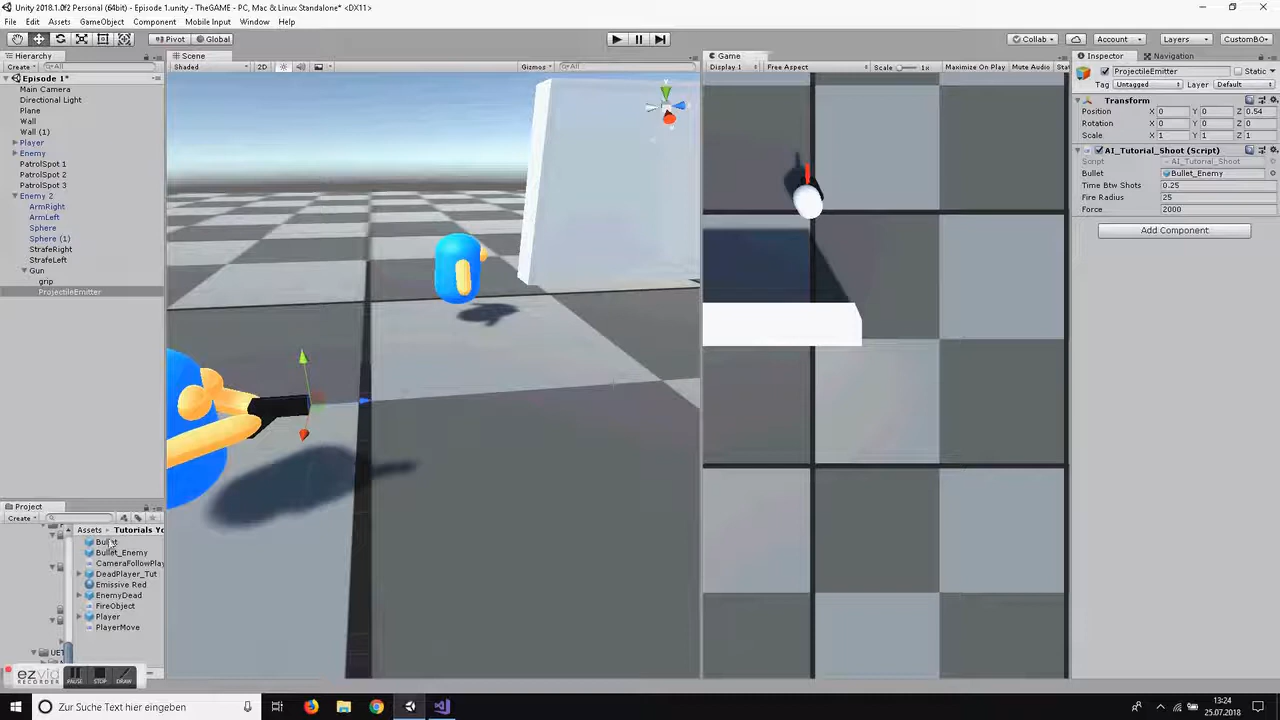 Unity 2018.1.0f2 Personal (64bit) - Episode 1.unity - TheGAME - PC, Mac & Linux Standalone* <DX11>
File Edit Assets GameObject Component Mobile Input Window Help
Pivot Global Collab Account Layers CustomBO
Hierarchy Scene Game Inspector Navigation
Create All Shaded 2D Gizmos All Display 1 Free Aspect Scale 1x Maximize On Play Mute Audio Stat
ProjectileEmitter Static
Episode 1*
Tag Untagged Layer Default
Main Camera
Directional Light
Transform
Plane
Position X 0 Y 0 Z 0.54
Wall
Rotation X 0 Y 0 Z 0
Wall (1)
Scale X 1 Y 1 Z 1
Player
Enemy
AI_Tutorial_Shoot (Script)
PatrolSpot 1
Script AI_Tutorial_Shoot
PatrolSpot 2
Bullet Bullet_Enemy
PatrolSpot 3
Time Btw Shots 0.25
Enemy 2
Fire Radius 25
ArmRight
Force 2000
ArmLeft
Sphere
Add Component
Sphere (1)
StrafeRight
StrafeLeft
Gun
grip
ProjectileEmitter
Project
Create
Assets Tutorials Yo
Bullet
Bullet_Enemy
CameraFollowPlay
DeadPlayer_Tut
Emissive Red
EnemyDead
FireObject
Player
PlayerMove
UET
ezvid
RECORDER
PAUSE STOP DRAW
Zur Suche Text hier eingeben
13:24
25.07.2018